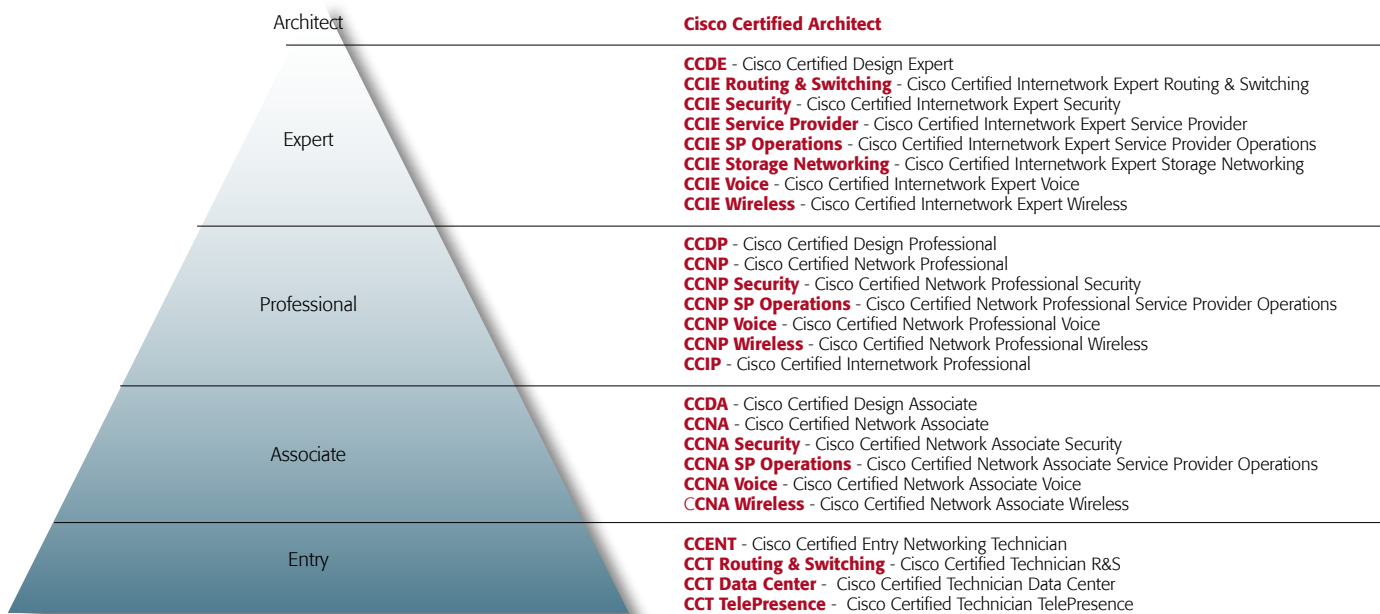 Architect
Cisco Certified Architect
Expert
CCDE - Cisco Certified Design Expert
CCIE Routing & Switching - Cisco Certified Internetwork Expert Routing & Switching
CCIE Security - Cisco Certified Internetwork Expert Security
CCIE Service Provider - Cisco Certified Internetwork Expert Service Provider
CCIE SP Operations - Cisco Certified Internetwork Expert Service Provider Operations
CCIE Storage Networking - Cisco Certified Internetwork Expert Storage Networking
CCIE Voice - Cisco Certified Internetwork Expert Voice
CCIE Wireless - Cisco Certified Internetwork Expert Wireless
Professional
CCDP - Cisco Certified Design Professional
CCNP - Cisco Certified Network Professional
CCNP Security - Cisco Certified Network Professional Security
CCNP SP Operations - Cisco Certified Network Professional Service Provider Operations
CCNP Voice - Cisco Certified Network Professional Voice
CCNP Wireless - Cisco Certified Network Professional Wireless
CCIP - Cisco Certified Internetwork Professional
Associate
CCDA - Cisco Certified Design Associate
CCNA - Cisco Certified Network Associate
CCNA Security - Cisco Certified Network Associate Security
CCNA SP Operations - Cisco Certified Network Associate Service Provider Operations
CCNA Voice - Cisco Certified Network Associate Voice
CCNA Wireless - Cisco Certified Network Associate Wireless
Entry
CCENT - Cisco Certified Entry Networking Technician
CCT Routing & Switching - Cisco Certified Technician R&S
CCT Data Center - Cisco Certified Technician Data Center
CCT TelePresence - Cisco Certified Technician TelePresence